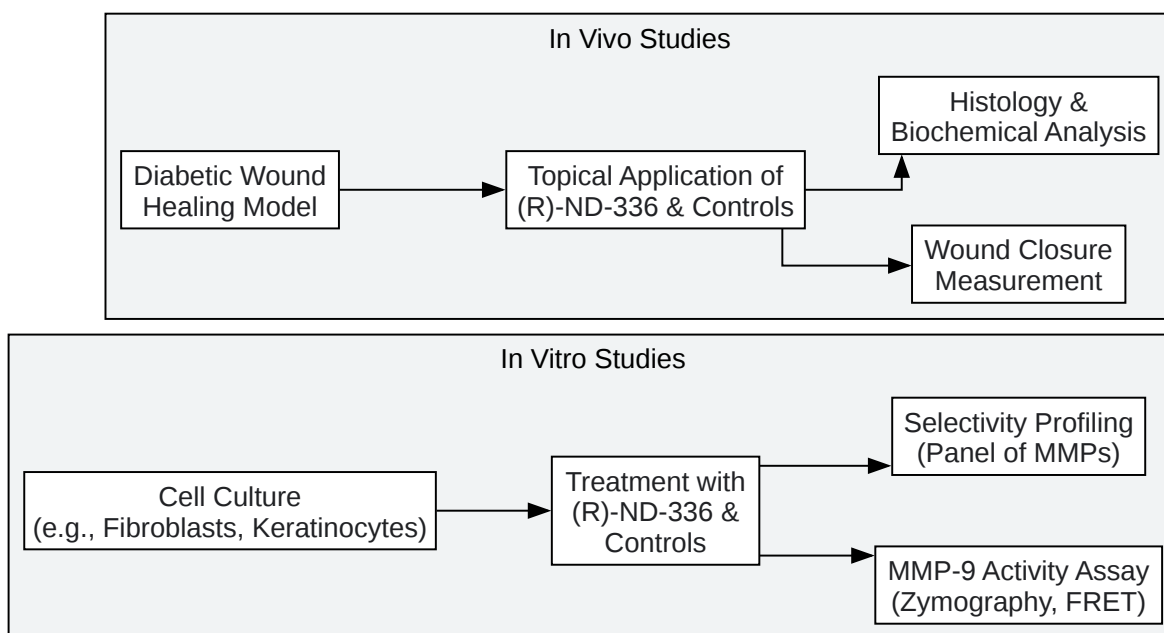 In Vivo Studies
Diabetic Wound
Healing Model
Topical Application of
(R)-ND-336 & Controls
Histology &
Biochemical Analysis
Wound Closure
Measurement
In Vitro Studies
Cell Culture
(e.g., Fibroblasts, Keratinocytes)
Treatment with
(R)-ND-336 &
Controls
Selectivity Profiling
(Panel of MMPs)
MMP-9 Activity Assay
(Zymography, FRET)